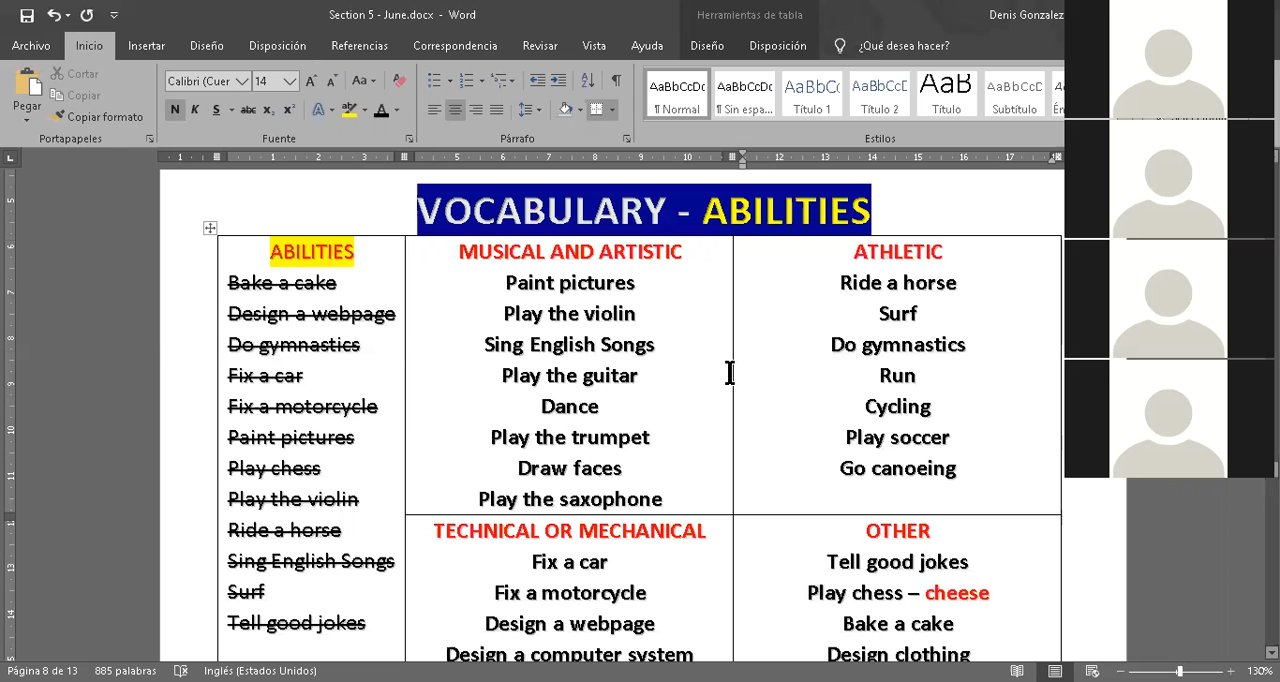 Section 5 - June.docx - Word
Herramientas de tabla
Denis Gonzalez
Archivo Inicio Insertar Diseño Disposición Referencias Correspondencia Revisar Vista Ayuda Diseño Disposición ¿Qué desea hacer?
Pegar
Cortar
Copiar
Copiar formato
Portapapeles
Calibri (Cuer 14
N K S abc x₂ x²
Fuente
Párrafo
AaBbCcDc AaBbCcDc AaBbCc AaBbCcD AaB AaBbCcD
¶ Normal ¶ Sin espa... Título 1 Título 2 Título Subtítulo
Estilos
VOCABULARY - ABILITIES
ABILITIES
Bake a cake
Design a webpage
Do gymnastics
Fix a car
Fix a motorcycle
Paint pictures
Play chess
Play the violin
Ride a horse
Sing English Songs
Surf
Tell good jokes
MUSICAL AND ARTISTIC
Paint pictures
Play the violin
Sing English Songs
Play the guitar
Dance
Play the trumpet
Draw faces
Play the saxophone
ATHLETIC
Ride a horse
Surf
Do gymnastics
Run
Cycling
Play soccer
Go canoeing
TECHNICAL OR MECHANICAL
Fix a car
Fix a motorcycle
Design a webpage
Design a computer system
OTHER
Tell good jokes
Play chess – cheese
Bake a cake
Design clothing
Página 8 de 13 885 palabras Inglés (Estados Unidos) 130%